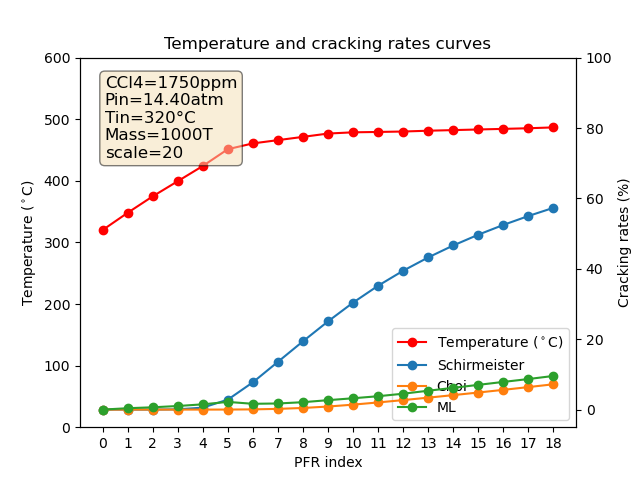 Temperature and cracking rates curves
600
500
400
300
200
100
0
Temperature (°C)
CCl4=1750ppm
Pin=14.40atm
Tin=320°C
Mass=1000T
scale=20
100
80
60
40
20
0
Cracking rates (%)
Temperature (°C)
Schirmeister
Choi
ML
0 1 2 3 4 5 6 7 8 9 10 11 12 13 14 15 16 17 18
PFR index